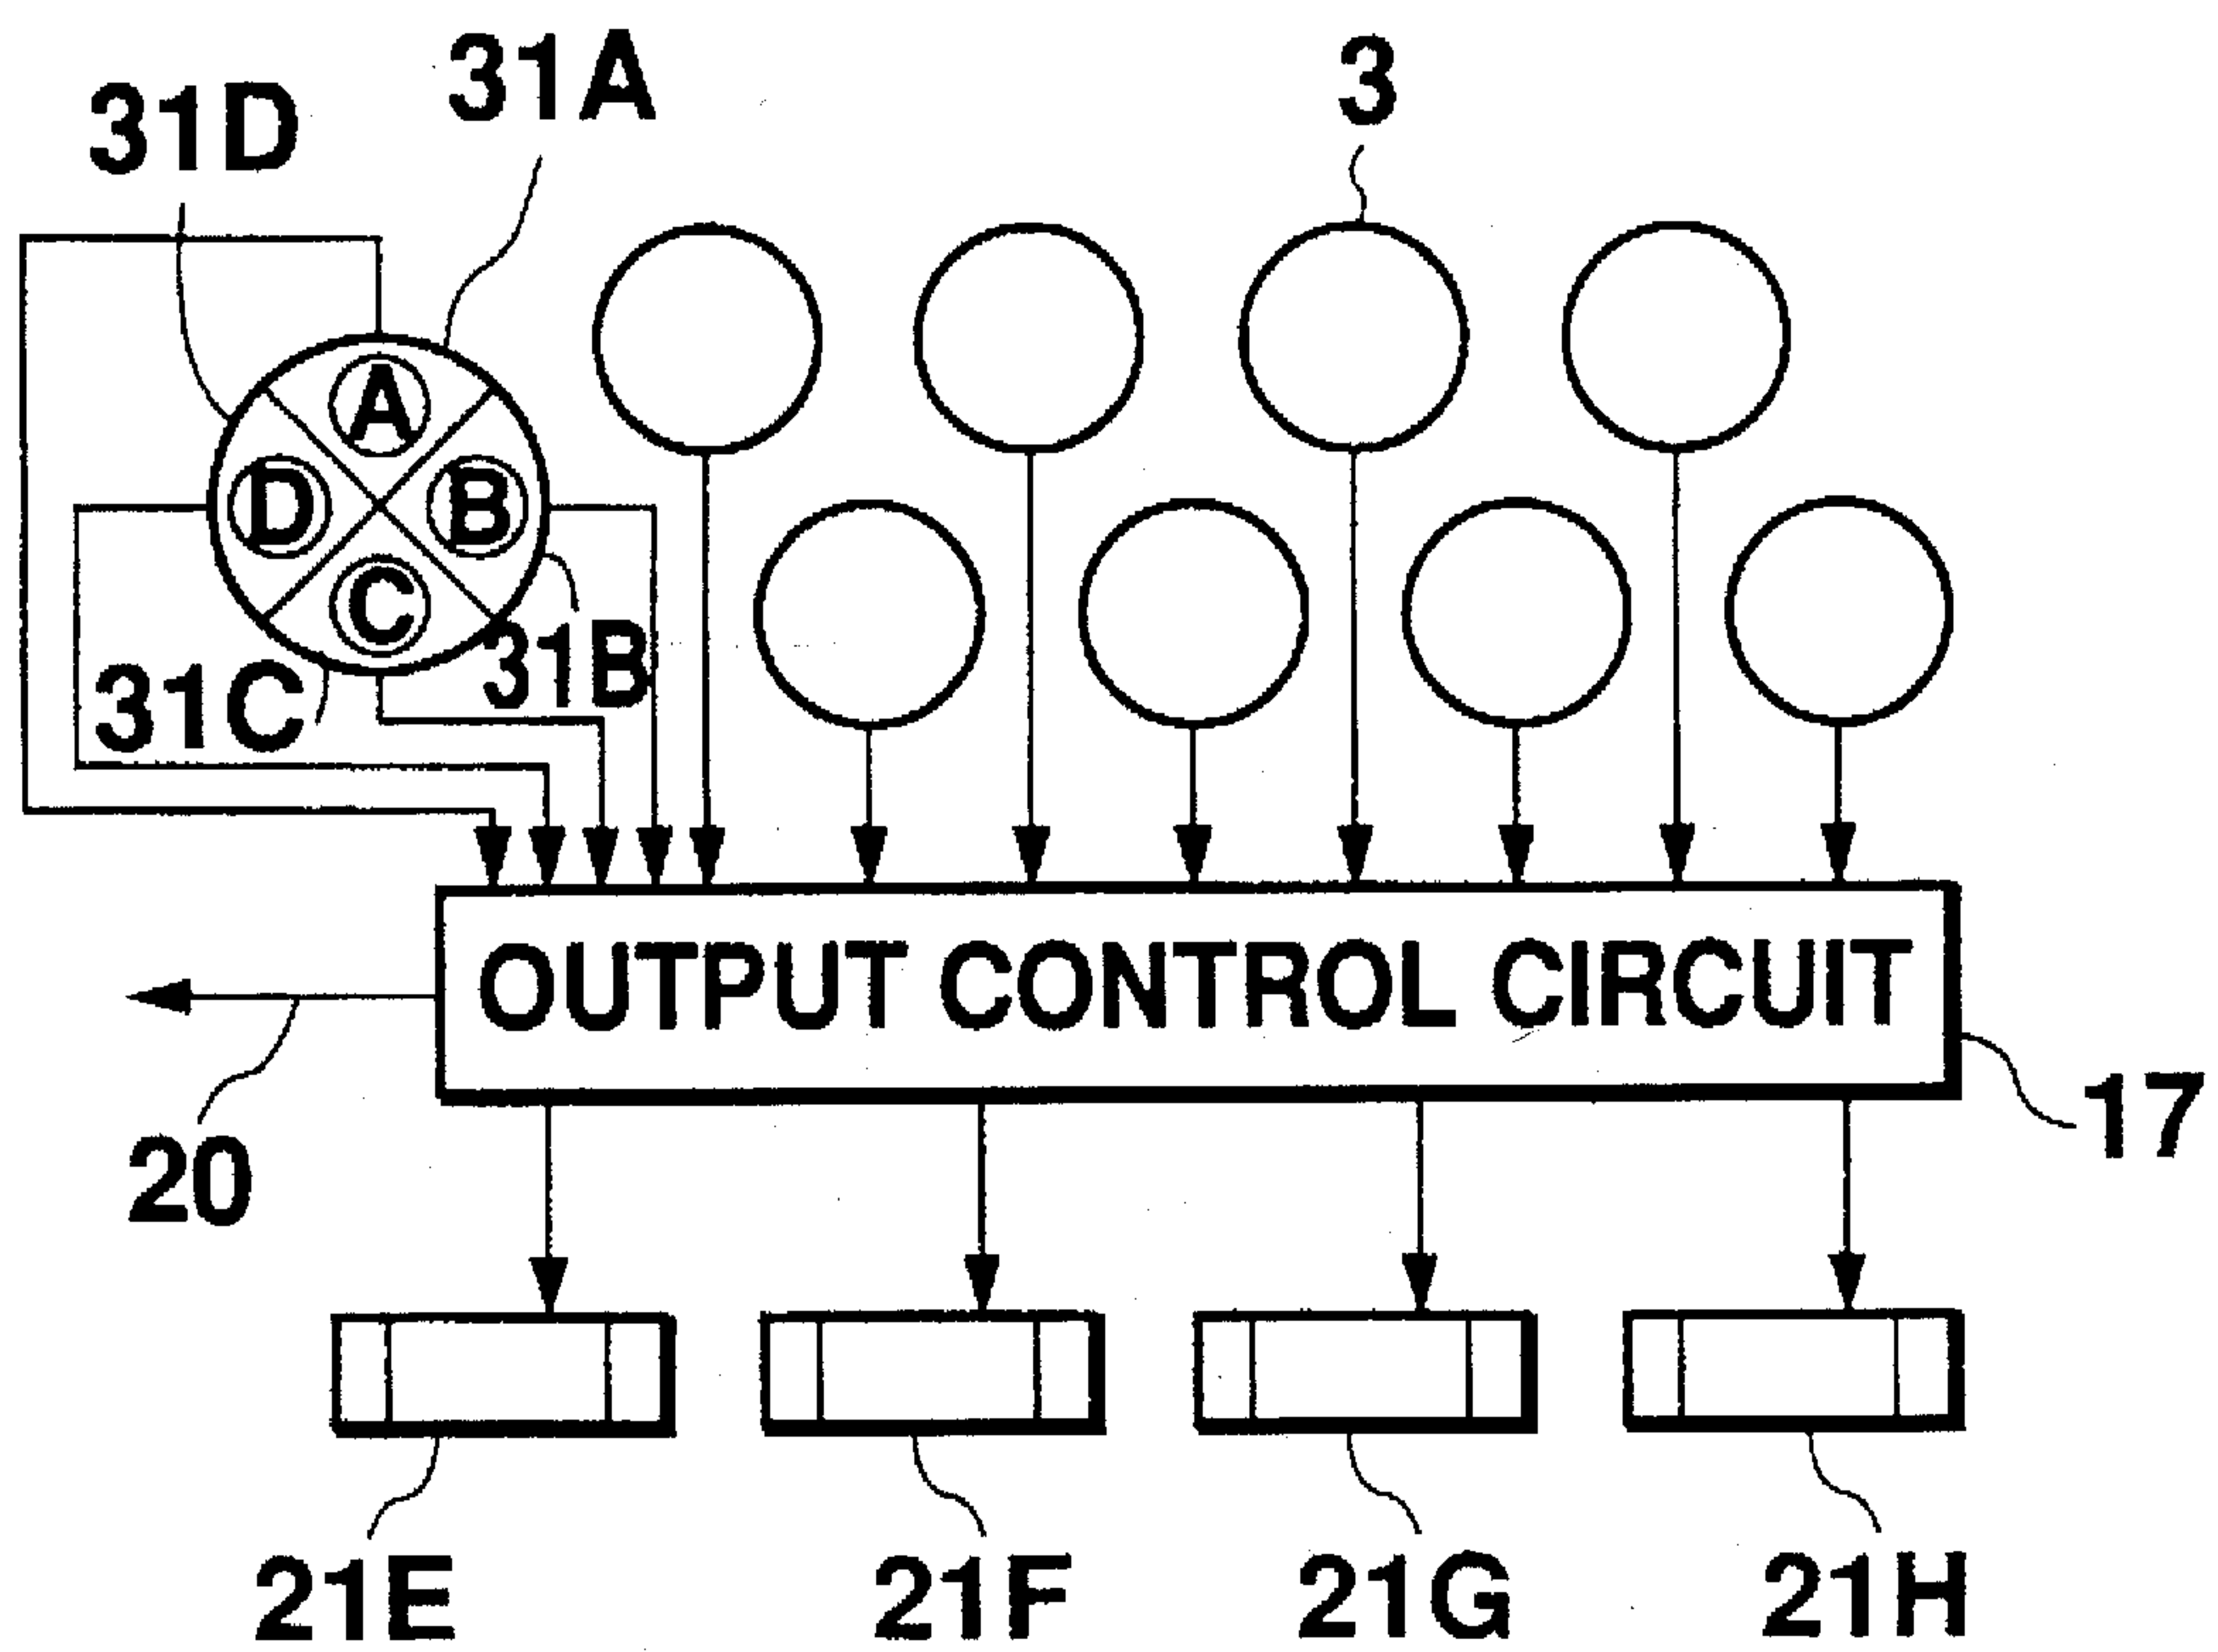 31A
3
31D
A
D
B
C
31B
31C
OUTPUT CONTROL CIRCUIT
17
20
21E
21F
21G
21H